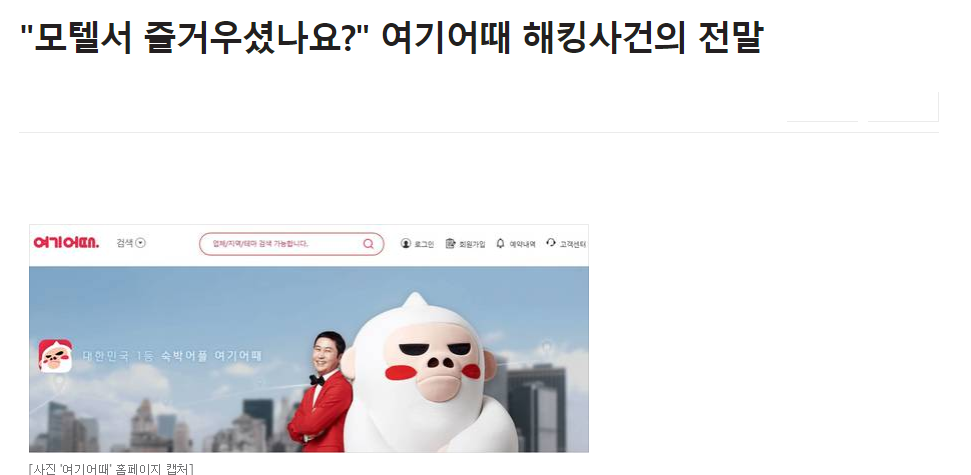 "모텔서 즐거우셨나요?" 여기어때 해킹사건의 전말
여기어때. 검색 업체/지역/테마 검색 가능합니다. 로그인 회원가입 예약내역 고객센터
대한민국 1등 숙박어플 여기어때
[사진 '여기어때' 홈페이지 캡처]